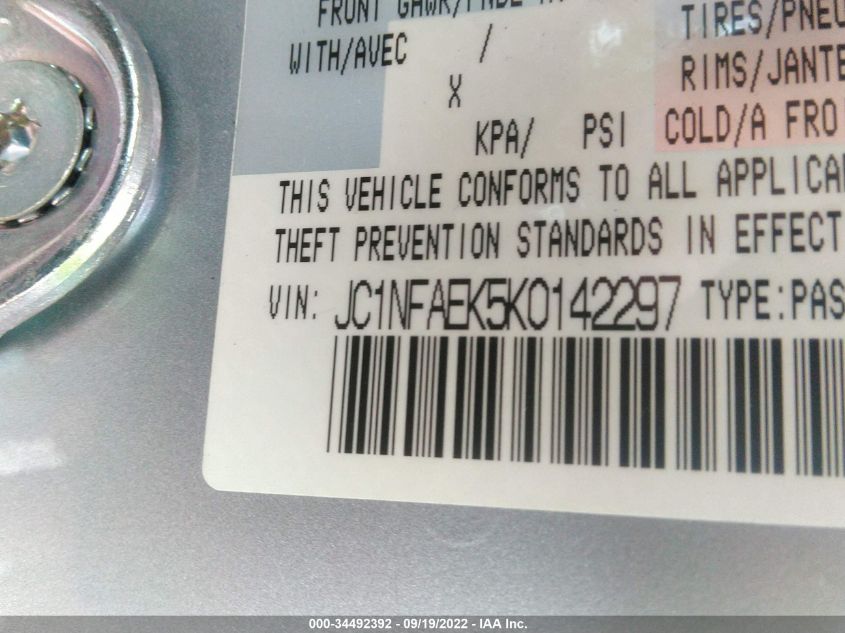 WITH/AVEC /
TIRES/PNEU
RIMS/JANTE
X
KPA/ PSI COLD/A FRO
THIS VEHICLE CONFORMS TO ALL APPLICA
THEFT PREVENTION STANDARDS IN EFFECT
VIN: JC1NFAEK5K0142297 TYPE:PAS
000-34492392 - 09/19/2022 - IAA Inc.